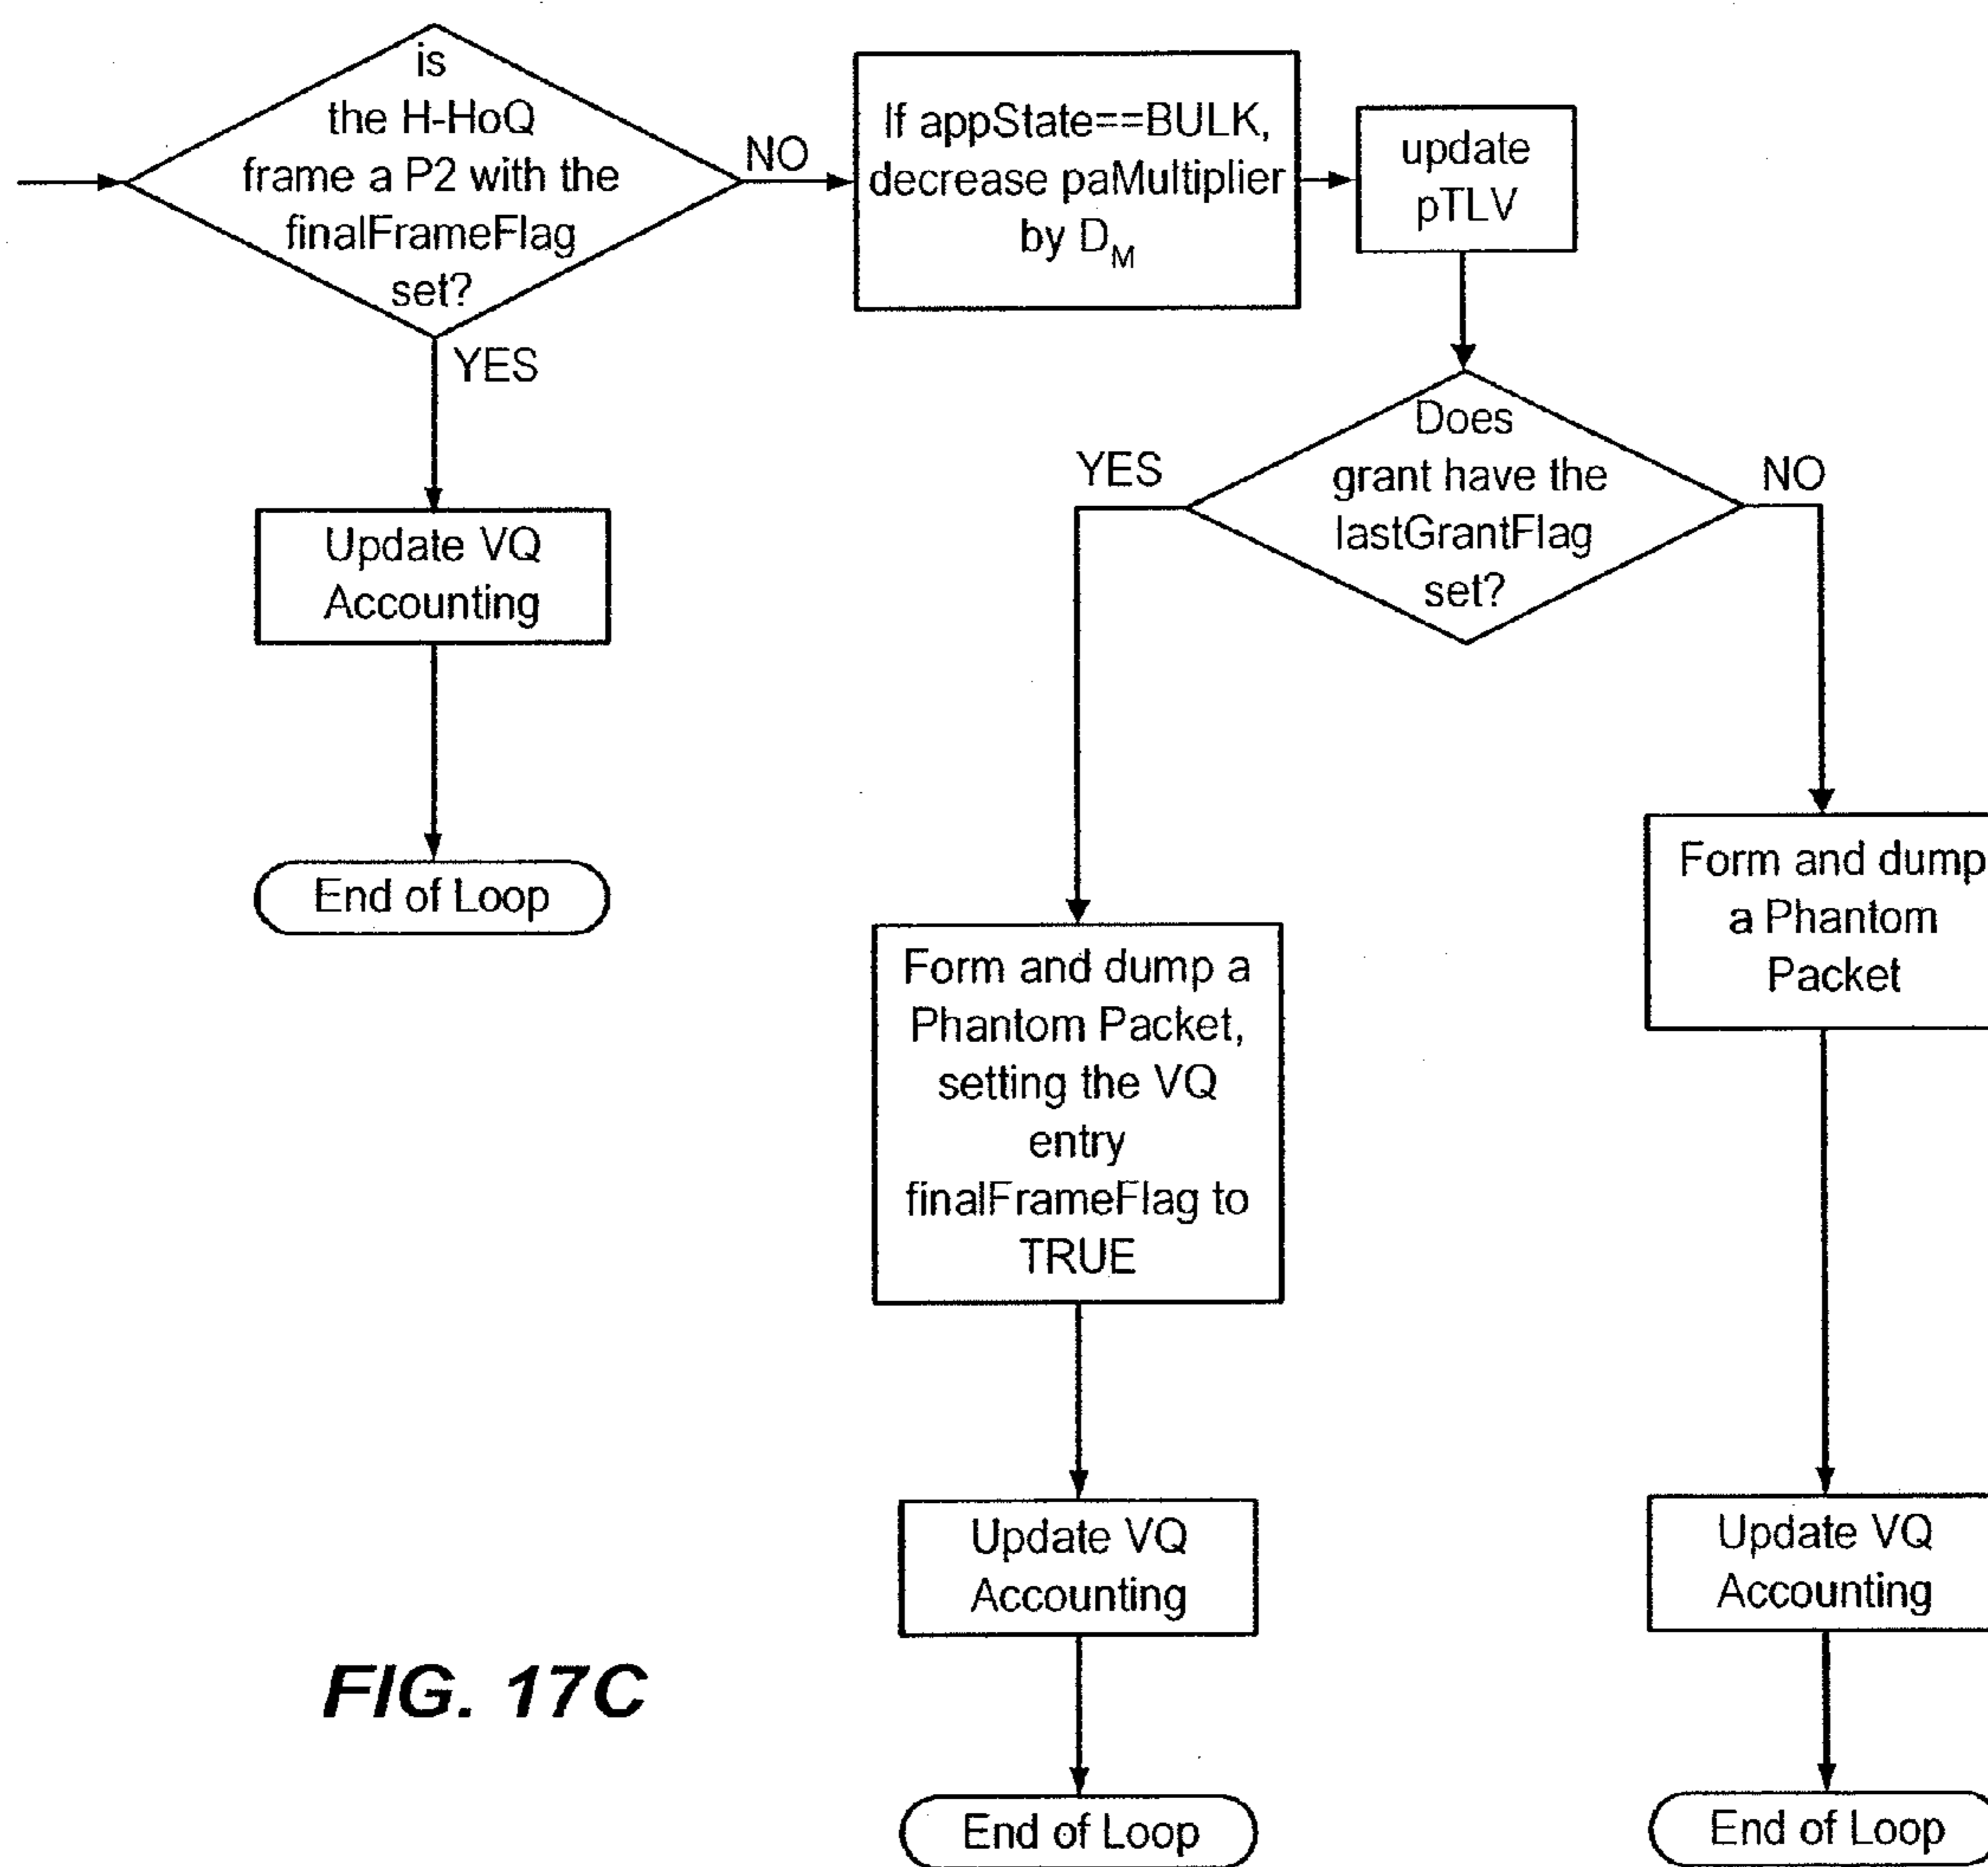 is
the H-HoQ
frame a P2 with the
finalFrameFlag
set?
NO
If appState==BULK,
decrease paMultiplier
by D_M
update
pTLV
YES
Update VQ
Accounting
End of Loop
Does
grant have the
lastGrantFlag
set?
YES
NO
Form and dump a
Phantom Packet,
setting the VQ
entry
finalFrameFlag to
TRUE
Update VQ
Accounting
End of Loop
Form and dump
a Phantom
Packet
Update VQ
Accounting
End of Loop
FIG. 17C